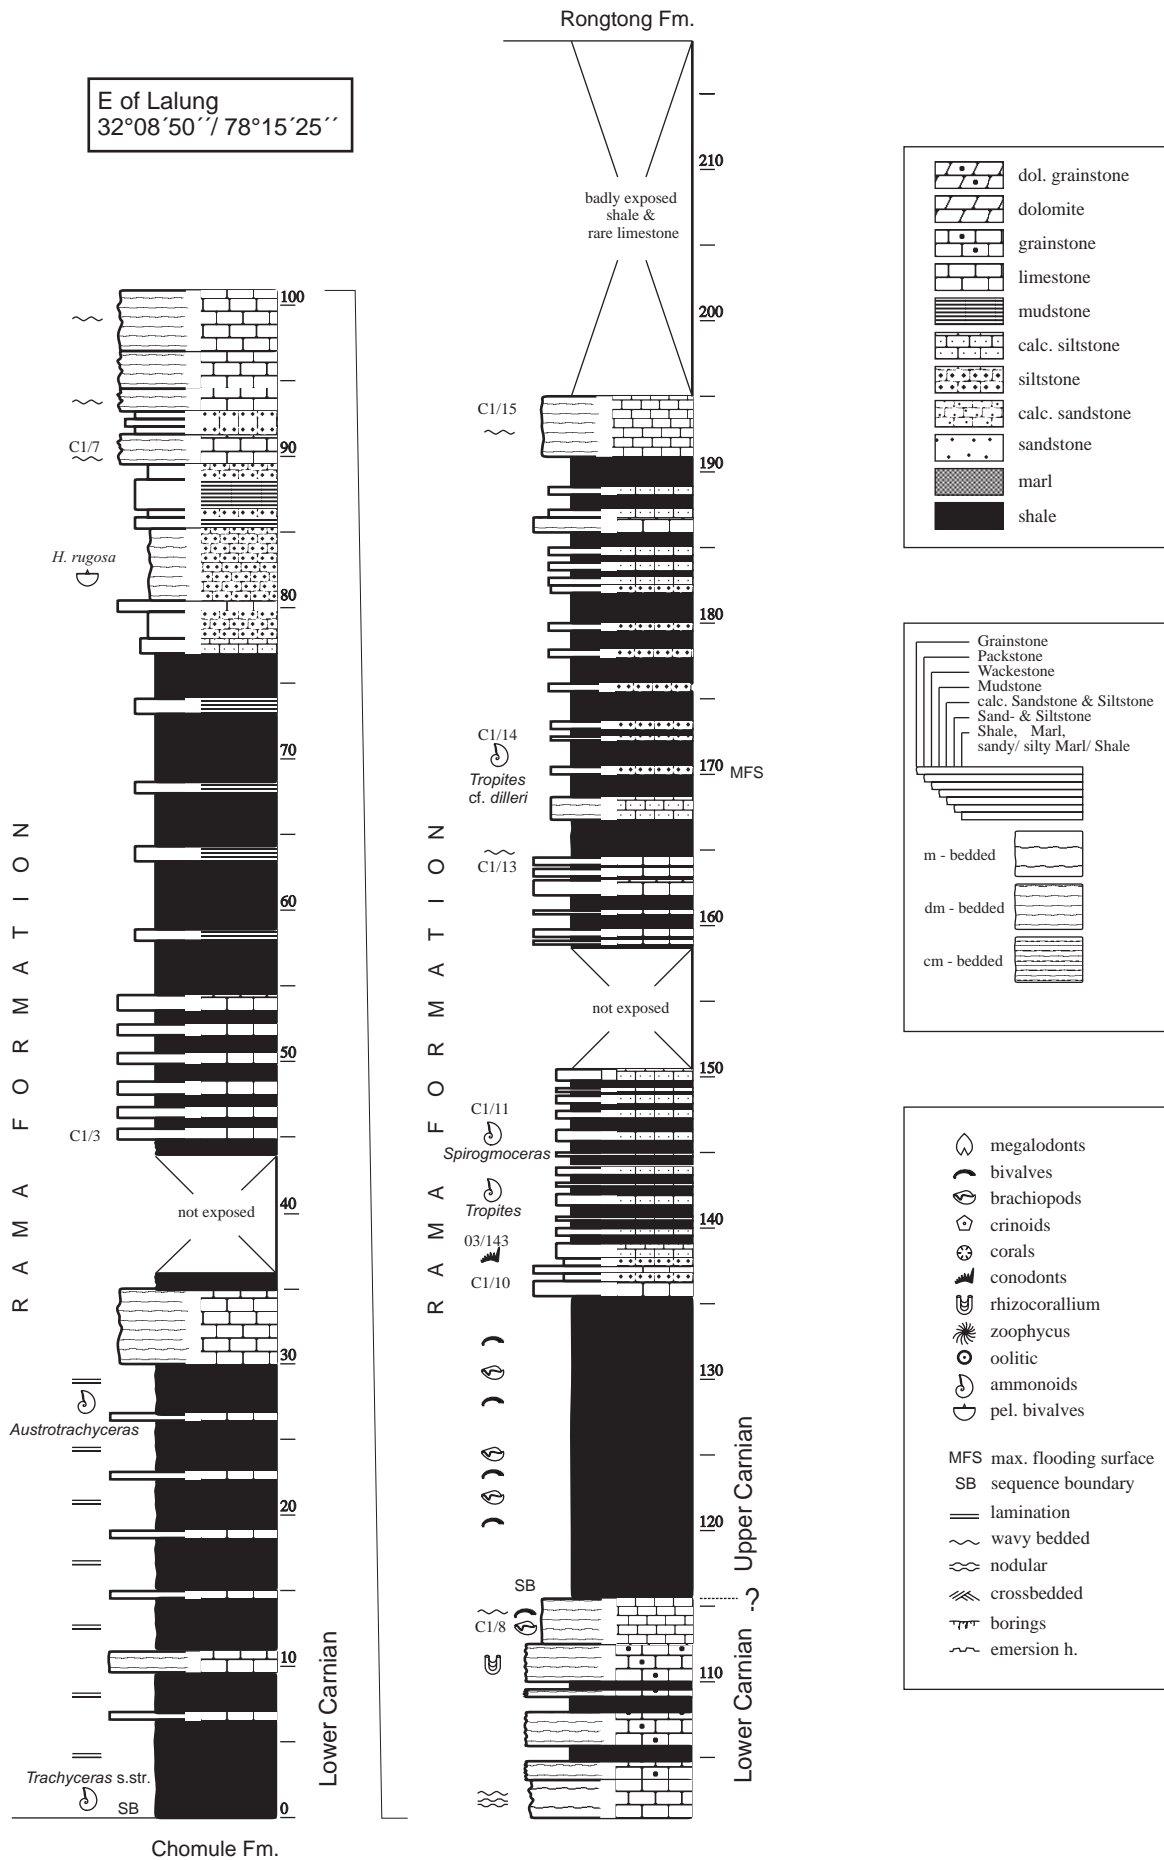 Rongtong Fm.
E of Lalung
32°08´50´´/ 78°15´25´´
100
C1/7
90
H. rugosa
80
70
60
50
C1/3
not exposed
40
30
Austrotrachyceras
20
10
Trachyceras s.str.
SB
0
Chomule Fm.
RAMA FORMATION
Lower Carnian
210
badly exposed
shale &
rare limestone
200
C1/15
190
180
C1/14
Tropites
cf. dilleri
170
MFS
C1/13
160
not exposed
150
C1/11
Spirogmoceras
Tropites
140
03/143
C1/10
130
120
SB
C1/8
110
RAMA FORMATION
Upper Carnian
?
Lower Carnian
dol. grainstone
dolomite
grainstone
limestone
mudstone
calc. siltstone
siltstone
calc. sandstone
sandstone
marl
shale
Grainstone
Packstone
Wackestone
Mudstone
calc. Sandstone & Siltstone
Sand- & Siltstone
Shale, Marl,
sandy/ silty Marl/ Shale
m - bedded
dm - bedded
cm - bedded
megalodonts
bivalves
brachiopods
crinoids
corals
conodonts
rhizocorallium
zoophycus
oolitic
ammonoids
pel. bivalves
MFS max. flooding surface
SB sequence boundary
lamination
wavy bedded
nodular
crossbedded
borings
emersion h.